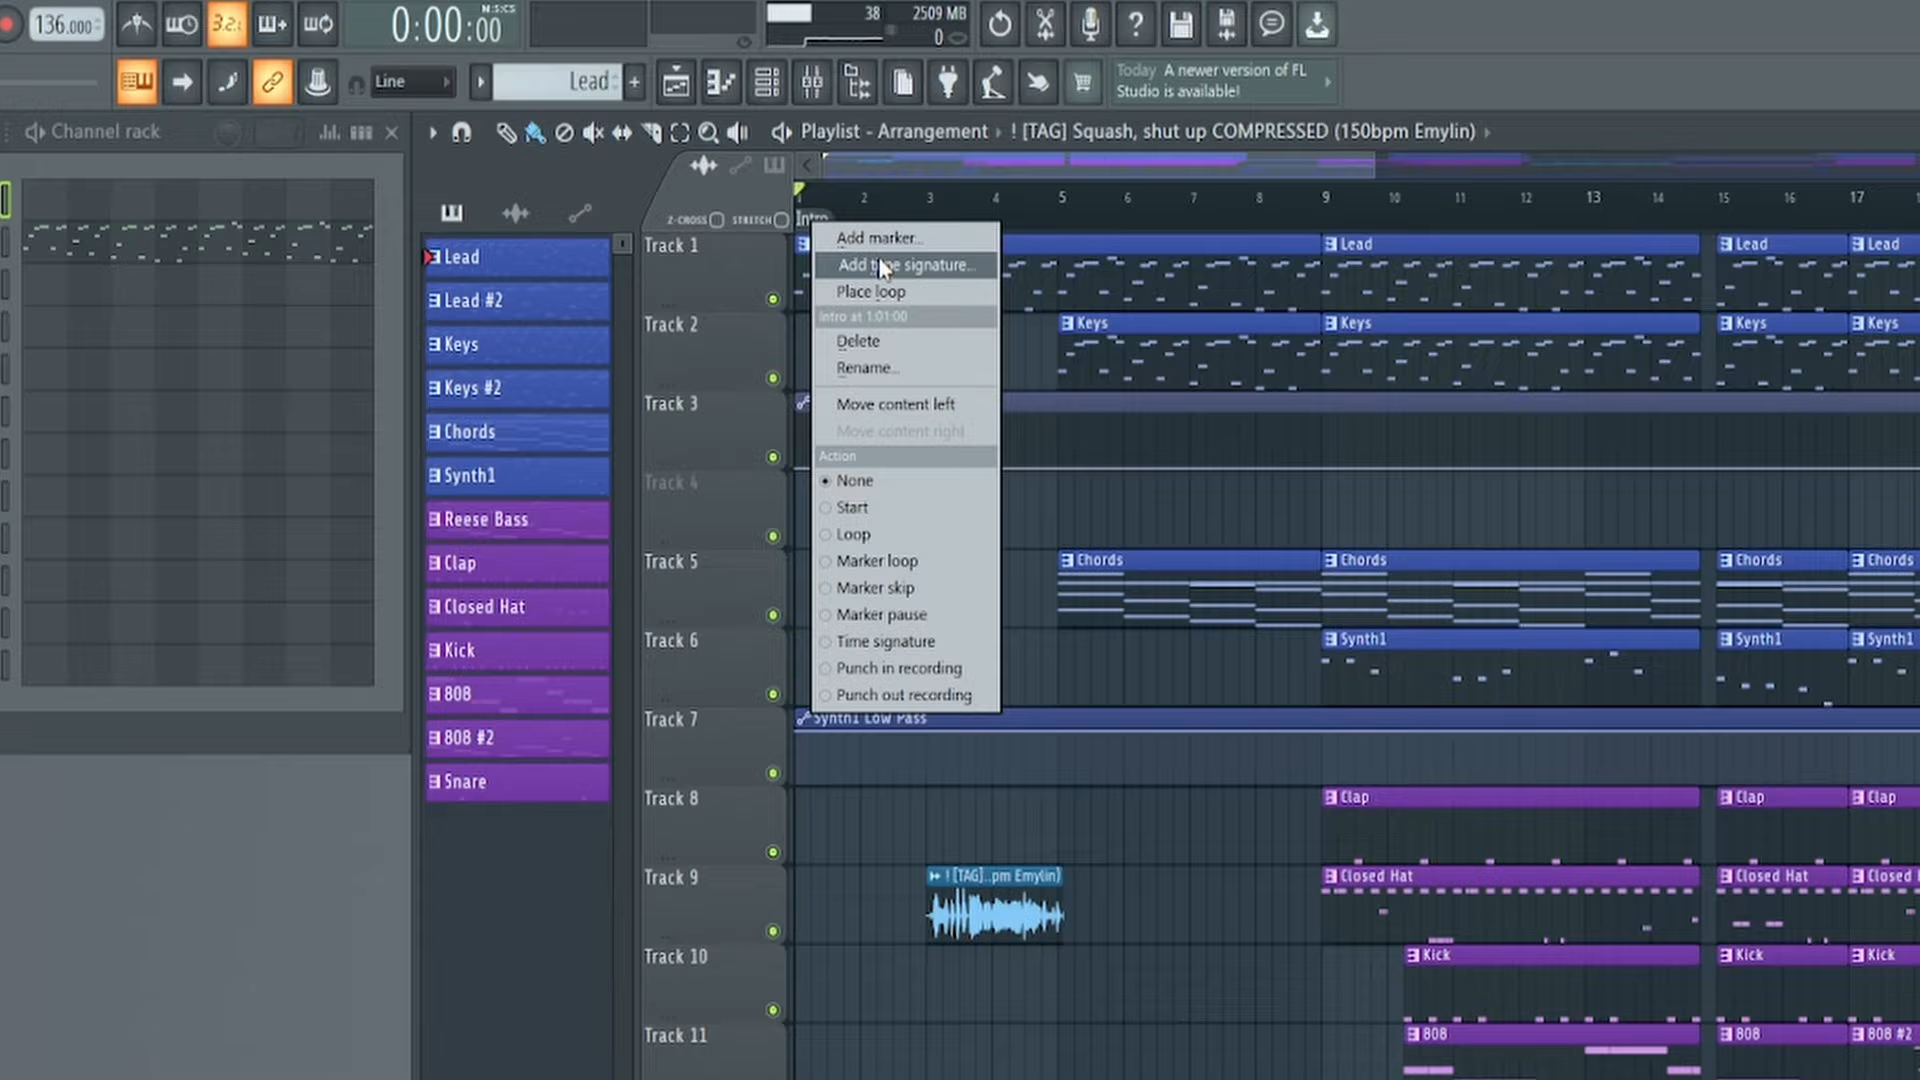 136.000
3.2.
0:00:00
M:S:CS
38
2509 MB
0
Line
Lead
Today A newer version of FL
Studio is available!
Channel rack
Playlist - Arrangement
! [TAG] Squash, shut up COMPRESSED (150bpm Emylin)
2 3 4 5 6 7 8 9 10 11 12 13 14 15 16 17
Z-CROSS
STRETCH
Intro
Lead
Lead #2
Keys
Keys #2
Chords
Synth1
Reese Bass
Clap
Closed Hat
Kick
808
808 #2
Snare
Track 1
Track 2
Track 3
Track 4
Track 5
Track 6
Track 7
Track 8
Track 9
Track 10
Track 11
Add marker...
Add time signature...
Place loop
Intro at 1:01:00
Delete
Rename...
Move content left
Move content right
Action
None
Start
Loop
Marker loop
Marker skip
Marker pause
Time signature
Punch in recording
Punch out recording
Lead Lead Lead
Keys Keys Keys Keys
Chords Chords Chords Chords
Synth1 Synth1 Synth1
Synth1 Low Pass
Clap Clap Clap
! [TAG]..pm Emylin)
Closed Hat Closed Hat Closed
Kick Kick Kick
808 808 808 #2